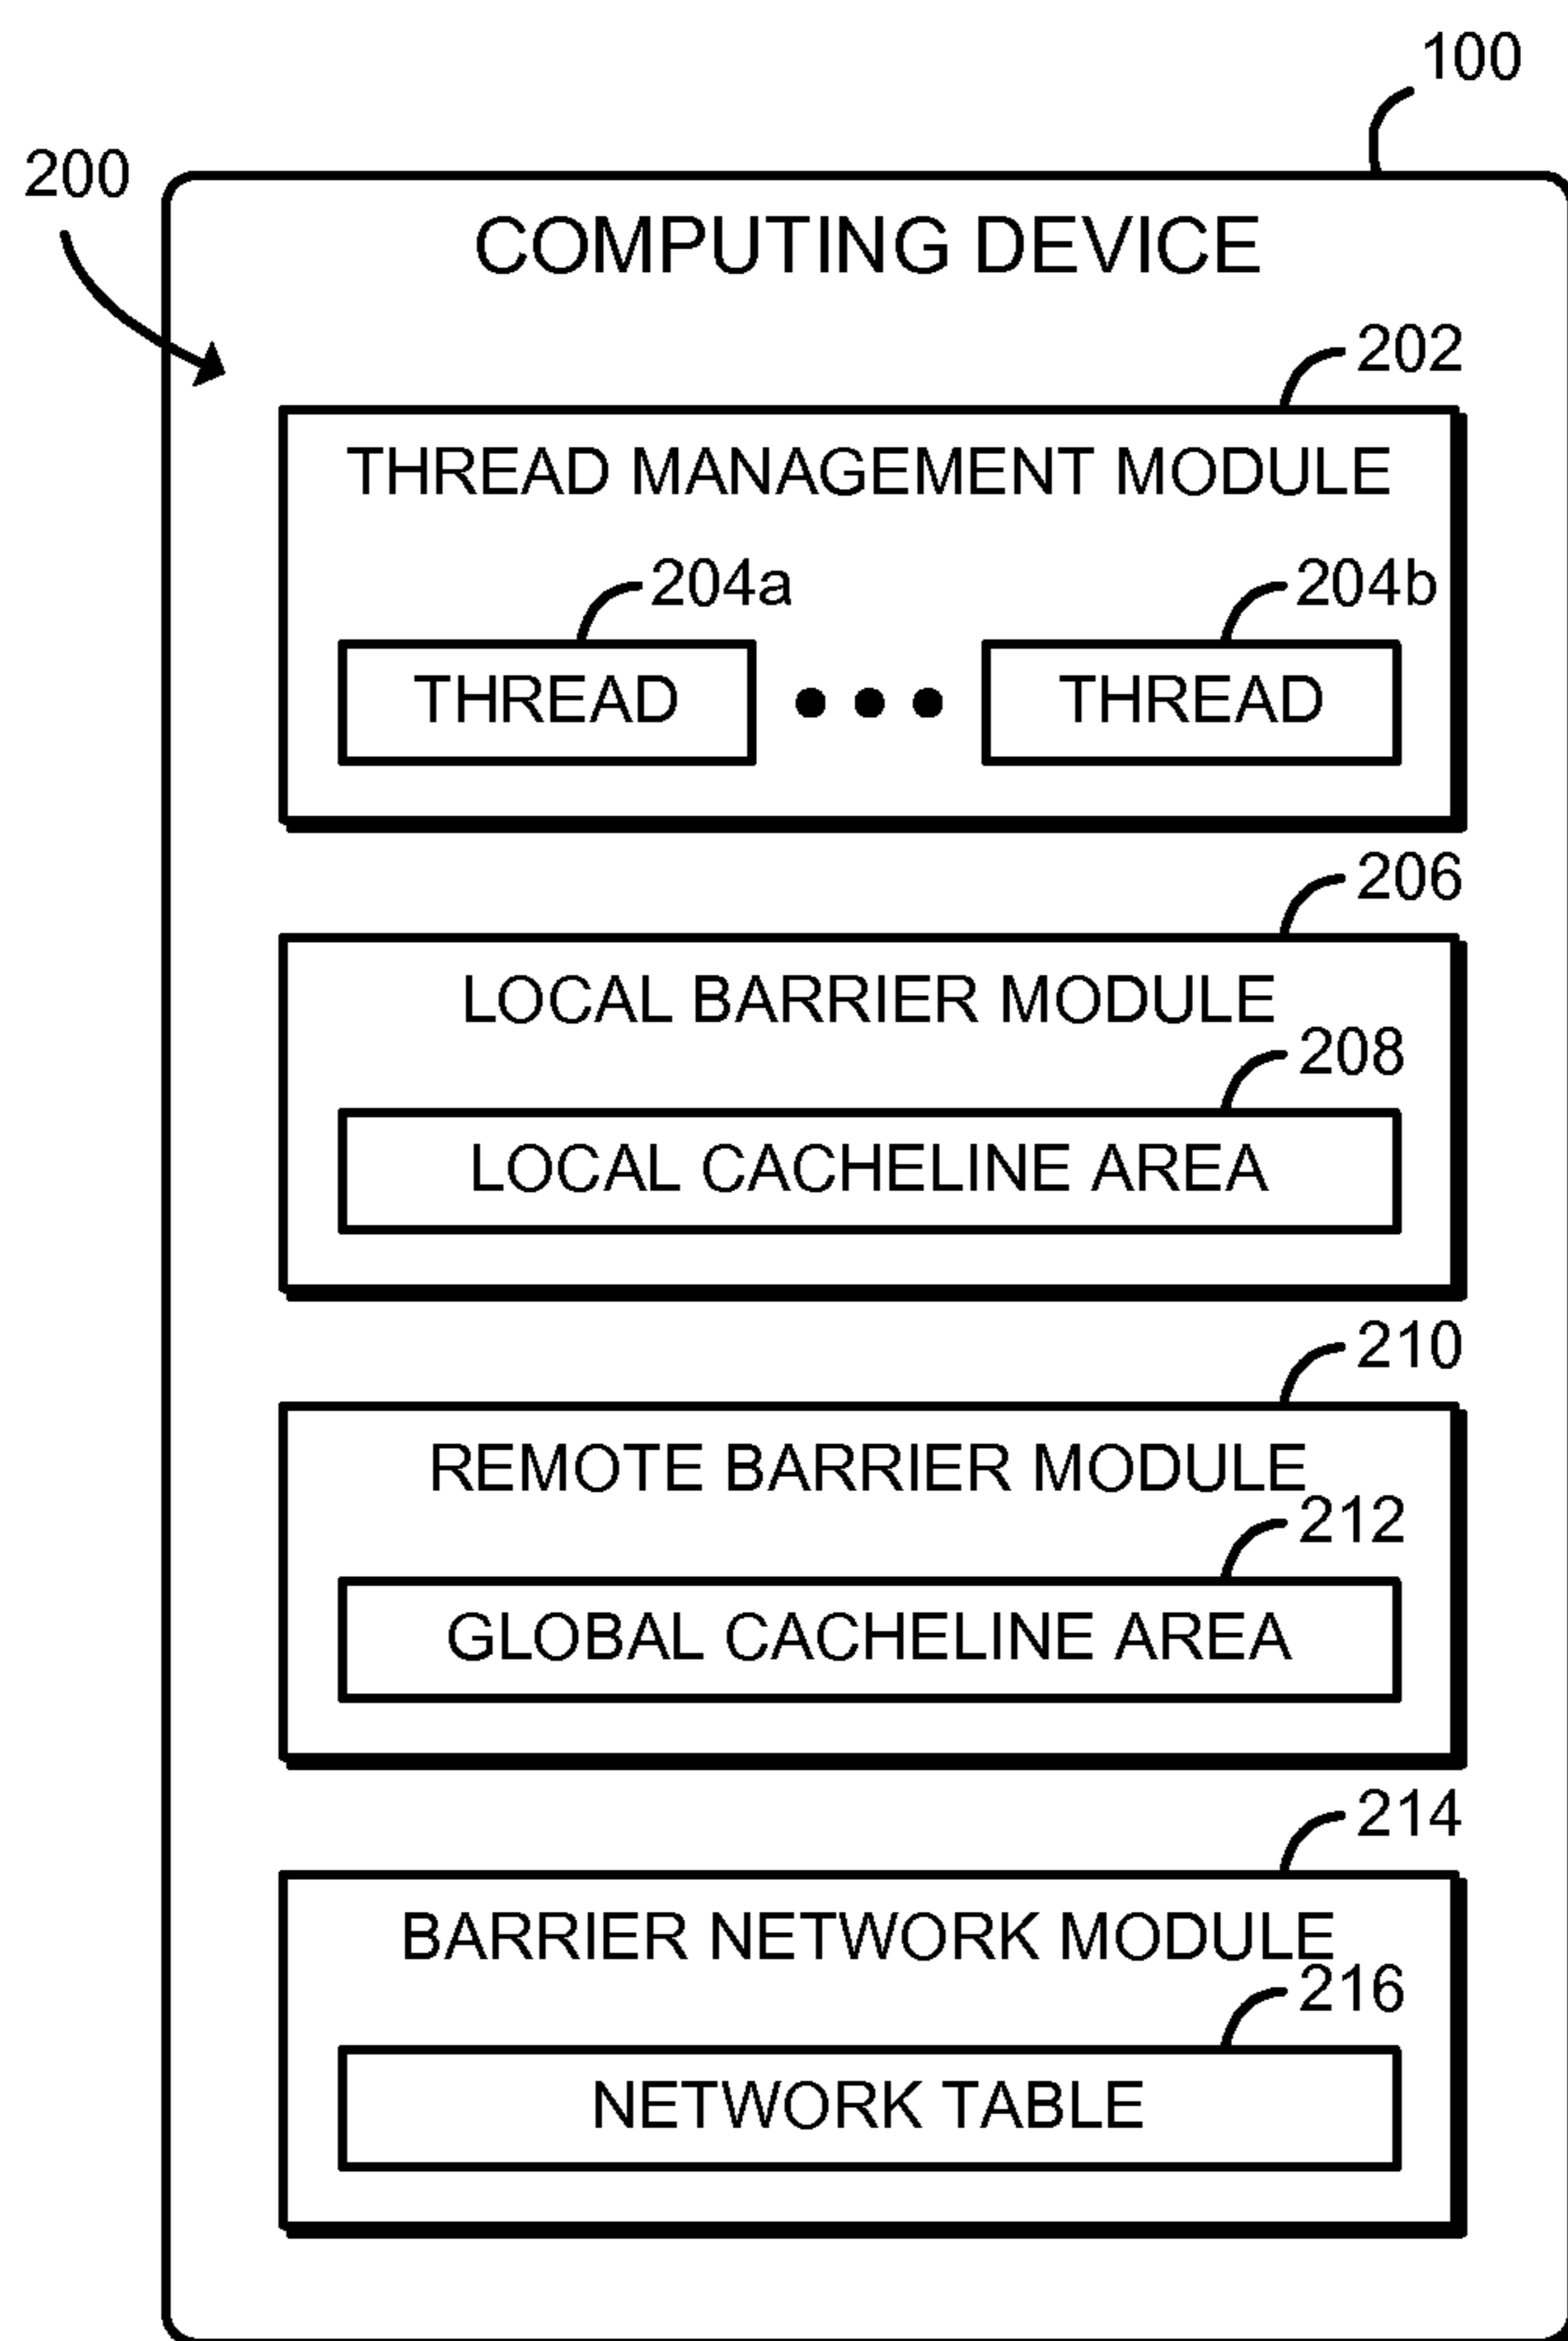 100
200
COMPUTING DEVICE
202
THREAD MANAGEMENT MODULE
204a
204b
THREAD
THREAD
206
LOCAL BARRIER MODULE
208
LOCAL CACHELINE AREA
210
REMOTE BARRIER MODULE
212
GLOBAL CACHELINE AREA
214
BARRIER NETWORK MODULE
216
NETWORK TABLE